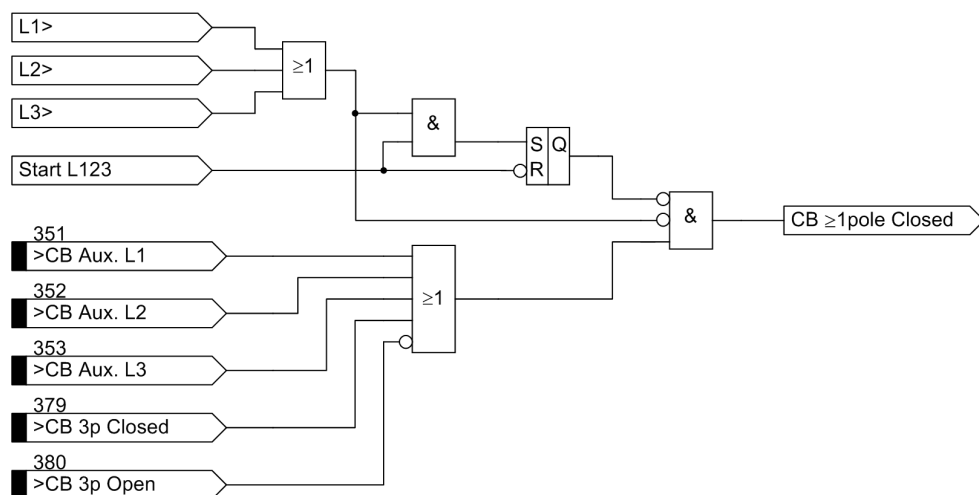 L1>
L2>
L3>
≥1
&
Start L123
S Q
R
&
CB ≥1pole Closed
351
>CB Aux. L1
352
>CB Aux. L2
≥1
353
>CB Aux. L3
379
>CB 3p Closed
380
>CB 3p Open